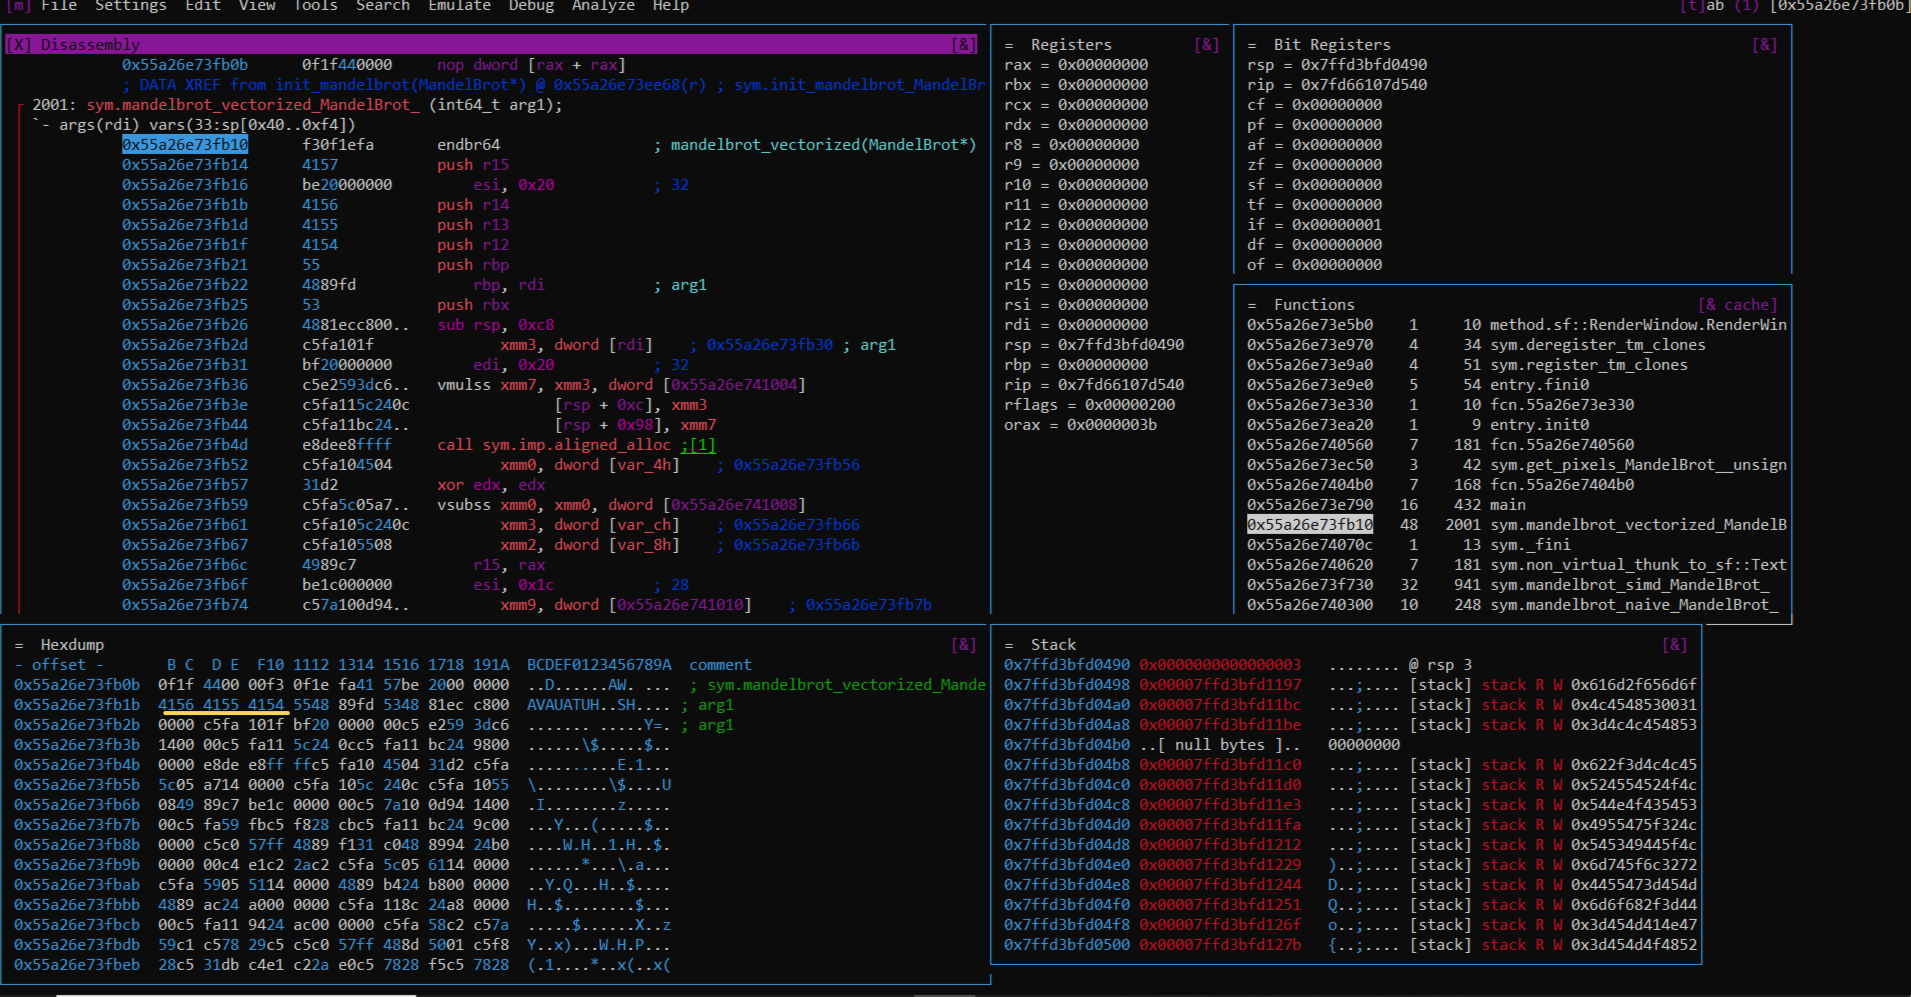 [m] File Settings Edit View Tools Search Emulate Debug Analyze Help [t]ab (1) [0x55a26e73fb0b]
[X] Disassembly [&]
0x55a26e73fb0b 0f1f440000 nop dword [rax + rax]
; DATA XREF from init_mandelbrot(MandelBrot*) @ 0x55a26e73ee68(r) ; sym.init_mandelbrot_MandelBr
2001: sym.mandelbrot_vectorized_MandelBrot_ (int64_t arg1);
`- args(rdi) vars(33:sp[0x40..0xf4])
0x55a26e73fb10 f30f1efa endbr64 ; mandelbrot_vectorized(MandelBrot*)
0x55a26e73fb14 4157 push r15
0x55a26e73fb16 be20000000 esi, 0x20 ; 32
0x55a26e73fb1b 4156 push r14
0x55a26e73fb1d 4155 push r13
0x55a26e73fb1f 4154 push r12
0x55a26e73fb21 55 push rbp
0x55a26e73fb22 4889fd rbp, rdi ; arg1
0x55a26e73fb25 53 push rbx
0x55a26e73fb26 4881ecc800.. sub rsp, 0xc8
0x55a26e73fb2d c5fa101f xmm3, dword [rdi] ; 0x55a26e73fb30 ; arg1
0x55a26e73fb31 bf20000000 edi, 0x20 ; 32
0x55a26e73fb36 c5e2593dc6.. vmulss xmm7, xmm3, dword [0x55a26e741004]
0x55a26e73fb3e c5fa115c240c [rsp + 0xc], xmm3
0x55a26e73fb44 c5fa11bc24.. [rsp + 0x98], xmm7
0x55a26e73fb4d e8dee8ffff call sym.imp.aligned_alloc ;[1]
0x55a26e73fb52 c5fa104504 xmm0, dword [var_4h] ; 0x55a26e73fb56
0x55a26e73fb57 31d2 xor edx, edx
0x55a26e73fb59 c5fa5c05a7.. vsubss xmm0, xmm0, dword [0x55a26e741008]
0x55a26e73fb61 c5fa105c240c xmm3, dword [var_ch] ; 0x55a26e73fb66
0x55a26e73fb67 c5fa105508 xmm2, dword [var_8h] ; 0x55a26e73fb6b
0x55a26e73fb6c 4989c7 r15, rax
0x55a26e73fb6f be1c000000 esi, 0x1c ; 28
0x55a26e73fb74 c57a100d94.. xmm9, dword [0x55a26e741010] ; 0x55a26e73fb7b
= Registers [&]
rax = 0x00000000
rbx = 0x00000000
rcx = 0x00000000
rdx = 0x00000000
r8 = 0x00000000
r9 = 0x00000000
r10 = 0x00000000
r11 = 0x00000000
r12 = 0x00000000
r13 = 0x00000000
r14 = 0x00000000
r15 = 0x00000000
rsi = 0x00000000
rdi = 0x00000000
rsp = 0x7ffd3bfd0490
rbp = 0x00000000
rip = 0x7fd66107d540
rflags = 0x00000200
orax = 0x0000003b
= Bit Registers [&]
rsp = 0x7ffd3bfd0490
rip = 0x7fd66107d540
cf = 0x00000000
pf = 0x00000000
af = 0x00000000
zf = 0x00000000
sf = 0x00000000
tf = 0x00000000
if = 0x00000001
df = 0x00000000
of = 0x00000000
= Functions [& cache]
0x55a26e73e5b0 1 10 method.sf::RenderWindow.RenderWin
0x55a26e73e970 4 34 sym.deregister_tm_clones
0x55a26e73e9a0 4 51 sym.register_tm_clones
0x55a26e73e9e0 5 54 entry.fini0
0x55a26e73e330 1 10 fcn.55a26e73e330
0x55a26e73ea20 1 9 entry.init0
0x55a26e740560 7 181 fcn.55a26e740560
0x55a26e73ec50 3 42 sym.get_pixels_MandelBrot__unsign
0x55a26e7404b0 7 168 fcn.55a26e7404b0
0x55a26e73e790 16 432 main
0x55a26e73fb10 48 2001 sym.mandelbrot_vectorized_MandelB
0x55a26e74070c 1 13 sym._fini
0x55a26e740620 7 181 sym.non_virtual_thunk_to_sf::Text
0x55a26e73f730 32 941 sym.mandelbrot_simd_MandelBrot_
0x55a26e740300 10 248 sym.mandelbrot_naive_MandelBrot_
= Hexdump [&]
- offset - B C D E F10 1112 1314 1516 1718 191A BCDEF0123456789A comment
0x55a26e73fb0b 0f1f 4400 00f3 0f1e fa41 57be 2000 0000 ..D......AW. ... ; sym.mandelbrot_vectorized_Mande
0x55a26e73fb1b 4156 4155 4154 5548 89fd 5348 81ec c800 AVAUATUH..SH.... ; arg1
0x55a26e73fb2b 0000 c5fa 101f bf20 0000 00c5 e259 3dc6 ....... .....Y=. ; arg1
0x55a26e73fb3b 1400 00c5 fa11 5c24 0cc5 fa11 bc24 9800 ......\$.....$..
0x55a26e73fb4b 0000 e8de e8ff ffc5 fa10 4504 31d2 c5fa ..........E.1...
0x55a26e73fb5b 5c05 a714 0000 c5fa 105c 240c c5fa 1055 \........\$....U
0x55a26e73fb6b 0849 89c7 be1c 0000 00c5 7a10 0d94 1400 .I........z.....
0x55a26e73fb7b 00c5 fa59 fbc5 f828 cbc5 fa11 bc24 9c00 ...Y...(.....$..
0x55a26e73fb8b 0000 c5c0 57ff 4889 f131 c048 8994 24b0 ....W.H..1.H..$.
0x55a26e73fb9b 0000 00c4 e1c2 2ac2 c5fa 5c05 6114 0000 ......*...\.a...
0x55a26e73fbab c5fa 5905 5114 0000 4889 b424 b800 0000 ..Y.Q...H..$....
0x55a26e73fbbb 4889 ac24 a000 0000 c5fa 118c 24a8 0000 H..$........$...
0x55a26e73fbcb 00c5 fa11 9424 ac00 0000 c5fa 58c2 c57a .....$......X..z
0x55a26e73fbdb 59c1 c578 29c5 c5c0 57ff 488d 5001 c5f8 Y..x)...W.H.P...
0x55a26e73fbeb 28c5 31db c4e1 c22a e0c5 7828 f5c5 7828 (.1....*..x(..x(
= Stack [&]
0x7ffd3bfd0490 0x0000000000000003 ........ @ rsp 3
0x7ffd3bfd0498 0x00007ffd3bfd1197 ...;.... [stack] stack R W 0x616d2f656d6f
0x7ffd3bfd04a0 0x00007ffd3bfd11bc ...;.... [stack] stack R W 0x4c4548530031
0x7ffd3bfd04a8 0x00007ffd3bfd11be ...;.... [stack] stack R W 0x3d4c4c454853
0x7ffd3bfd04b0 ..[ null bytes ].. 00000000
0x7ffd3bfd04b8 0x00007ffd3bfd11c0 ...;.... [stack] stack R W 0x622f3d4c4c45
0x7ffd3bfd04c0 0x00007ffd3bfd11d0 ...;.... [stack] stack R W 0x524554524f4c
0x7ffd3bfd04c8 0x00007ffd3bfd11e3 ...;.... [stack] stack R W 0x544e4f435453
0x7ffd3bfd04d0 0x00007ffd3bfd11fa ...;.... [stack] stack R W 0x4955475f324c
0x7ffd3bfd04d8 0x00007ffd3bfd1212 ...;.... [stack] stack R W 0x545349445f4c
0x7ffd3bfd04e0 0x00007ffd3bfd1229 )..;.... [stack] stack R W 0x6d745f6c3272
0x7ffd3bfd04e8 0x00007ffd3bfd1244 D..;.... [stack] stack R W 0x4455473d454d
0x7ffd3bfd04f0 0x00007ffd3bfd1251 Q..;.... [stack] stack R W 0x6d6f682f3d44
0x7ffd3bfd04f8 0x00007ffd3bfd126f o..;.... [stack] stack R W 0x3d454d414e47
0x7ffd3bfd0500 0x00007ffd3bfd127b {..;.... [stack] stack R W 0x3d454d4f4852